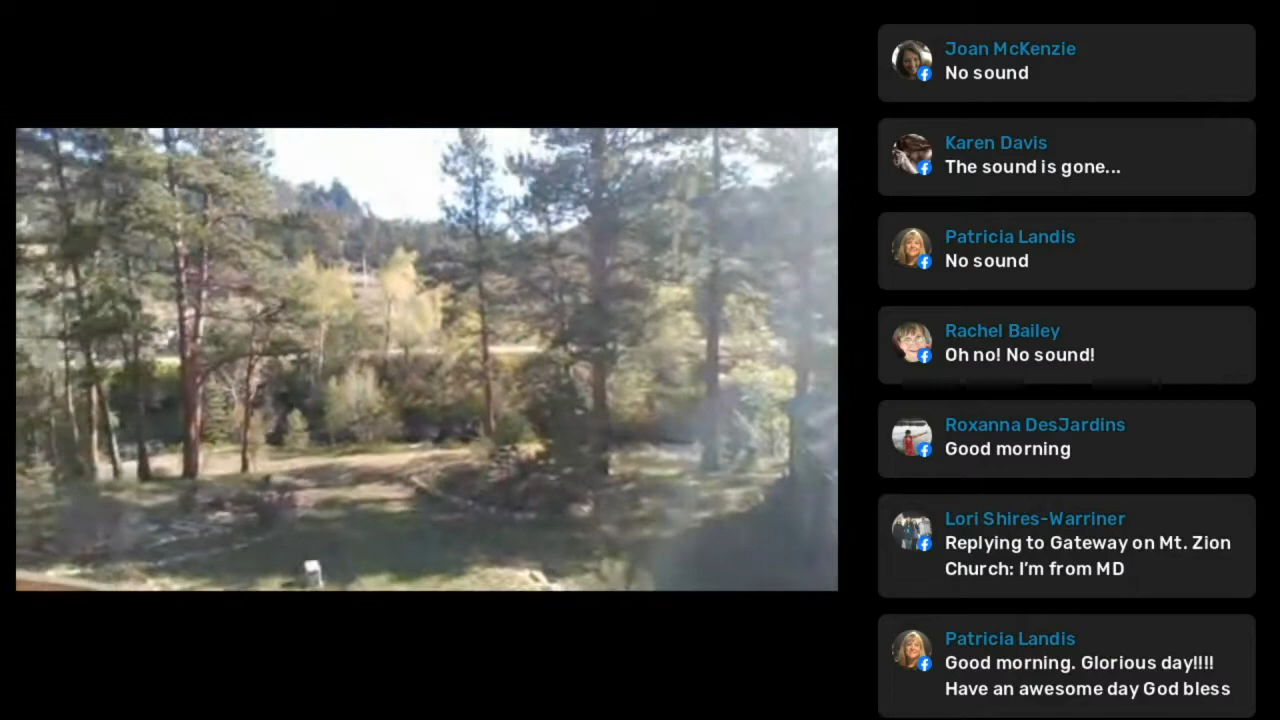 Joan McKenzie
No sound
Karen Davis
The sound is gone...
Patricia Landis
No sound
Rachel Bailey
Oh no! No sound!
Roxanna DesJardins
Good morning
Lori Shires-Warriner
Replying to Gateway on Mt. Zion
Church: I’m from MD
Patricia Landis
Good morning. Glorious day!!!!
Have an awesome day God bless